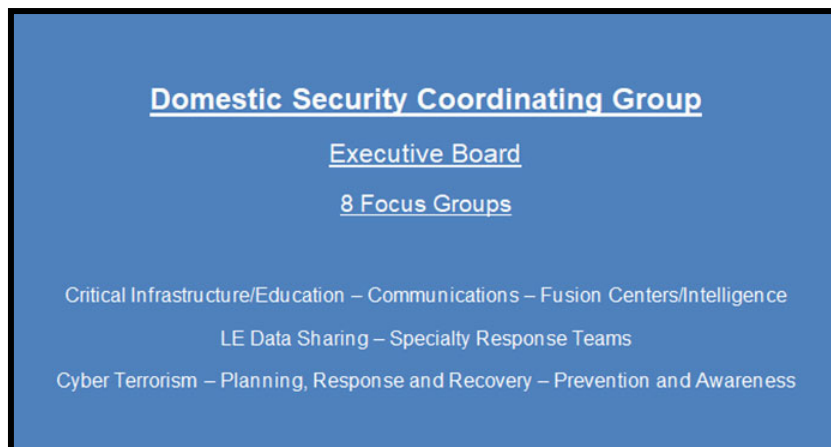 Domestic Security Coordinating Group
Executive Board
8 Focus Groups
Critical Infrastructure/Education – Communications – Fusion Centers/Intelligence
LE Data Sharing – Specialty Response Teams
Cyber Terrorism – Planning, Response and Recovery – Prevention and Awareness